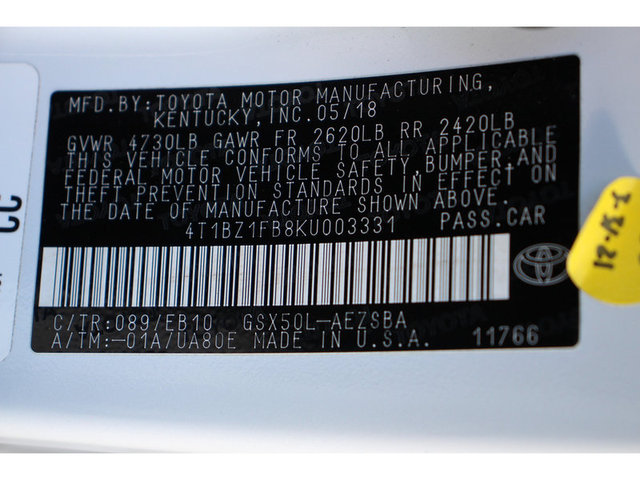 MFD.BY:TOYOTA MOTOR MANUFACTURING,
KENTUCKY,INC.05/18
GVWR 4730LB GAWR FR 2620LB RR 2420LB
THIS VEHICLE CONFORMS TO ALL APPLICABLE
FEDERAL MOTOR VEHICLE SAFETY,BUMPER,AND
THEFT PREVENTION STANDARDS IN EFFECT ON
THE DATE OF MANUFACTURE SHOWN ABOVE.
4T1BZ1FB8KU003331 PASS.CAR
C/TR:089/EB10 GSX50L-AEZSBA
A/TM:-01A/UA80E MADE IN U.S.A. 11766
CC